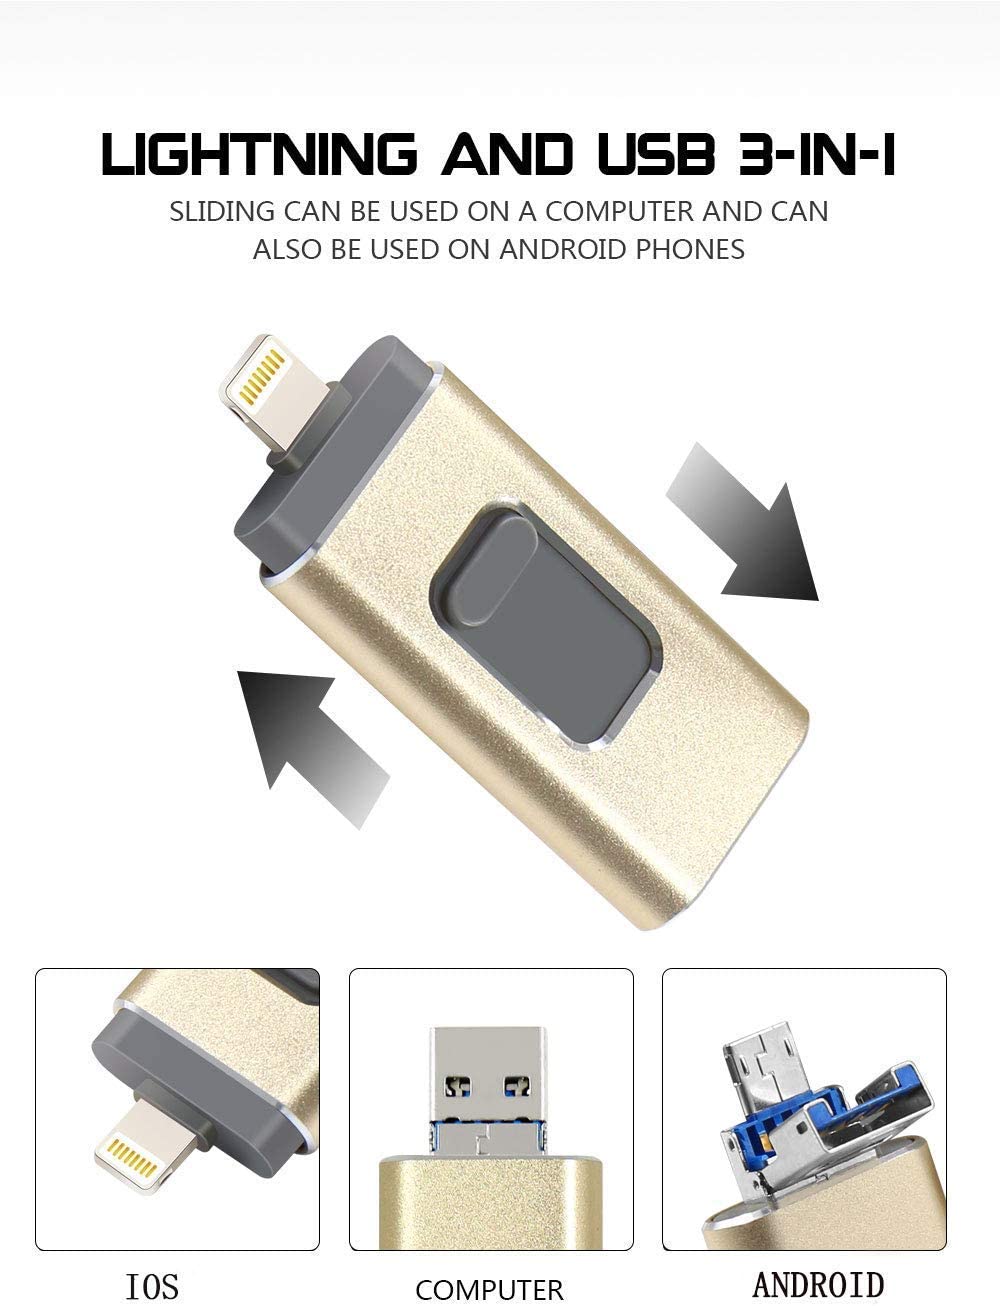 LIGHTNING AND USB 3-IN-1
SLIDING CAN BE USED ON A COMPUTER AND CAN
ALSO BE USED ON ANDROID PHONES
IOS
COMPUTER
ANDROID